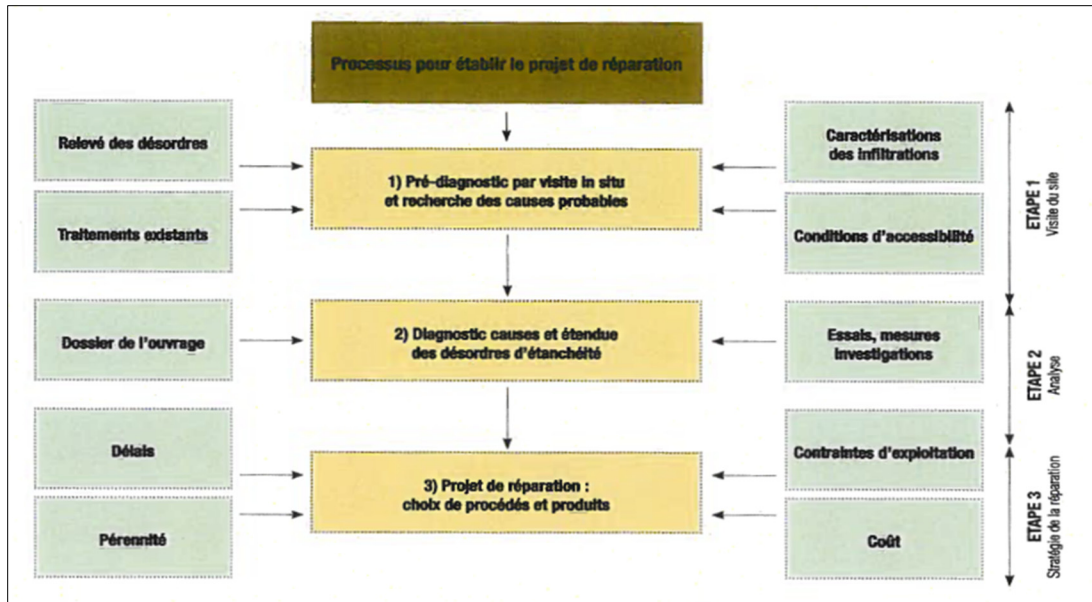 Processus pour établir le projet de réparation
Relevé des désordres
Caractérisations
des infiltrations
1) Pré-diagnostic par visite in situ
et recherche des causes probables
Traitements existants
Conditions d'accessibilité
ETAPE 1
Visite du site
Dossier de l'ouvrage
2) Diagnostic causes et étendue
des désordres d'étanchéité
Essais, mesures
investigations
ETAPE 2
Analyse
Délais
Contraintes d'exploitation
3) Projet de réparation :
choix de procédés et produits
Pérennité
Coût
ETAPE 3
Stratégie de la réparation